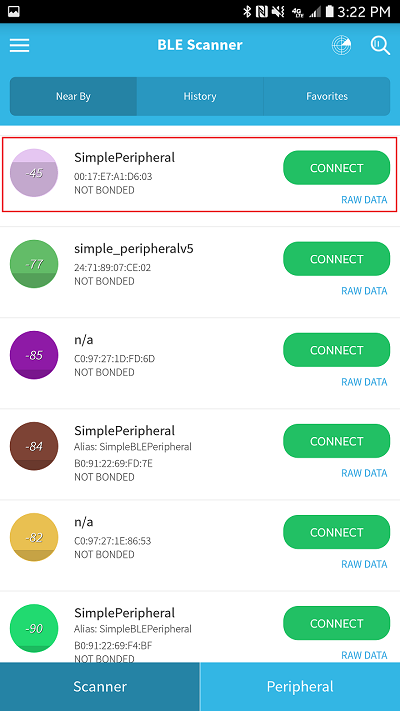 4G LTE 3:22 PM
BLE Scanner
Near By History Favorites
-45
SimplePeripheral
00:17:E7:A1:D6:03
NOT BONDED
CONNECT
RAW DATA
-77
simple_peripheralv5
24:71:89:07:CE:02
NOT BONDED
CONNECT
RAW DATA
-85
n/a
C0:97:27:1D:FD:6D
NOT BONDED
CONNECT
RAW DATA
-84
SimplePeripheral
Alias: SimpleBLEPeripheral
B0:91:22:69:FD:7E
NOT BONDED
CONNECT
RAW DATA
-82
n/a
C0:97:27:1E:86:53
NOT BONDED
CONNECT
RAW DATA
-90
SimplePeripheral
Alias: SimpleBLEPeripheral
B0:91:22:69:F4:BF
NOT BONDED
CONNECT
RAW DATA
Scanner Peripheral